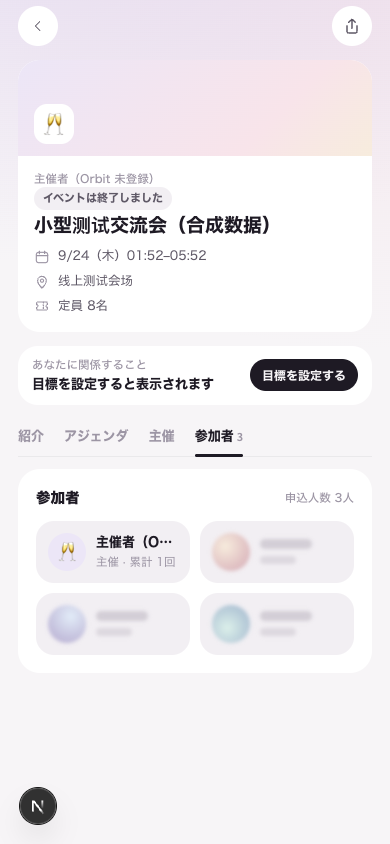 主催者（Orbit 未登録）
イベントは終了しました
小型测试交流会（合成数据）
9/24（木）01:52–05:52
线上测试会场
定員 8名
あなたに関係すること
目標を設定すると表示されます
目標を設定する
紹介 アジェンダ 主催 参加者 3
参加者
申込人数 3人
主催者（O…
主催 · 累計 1回
N